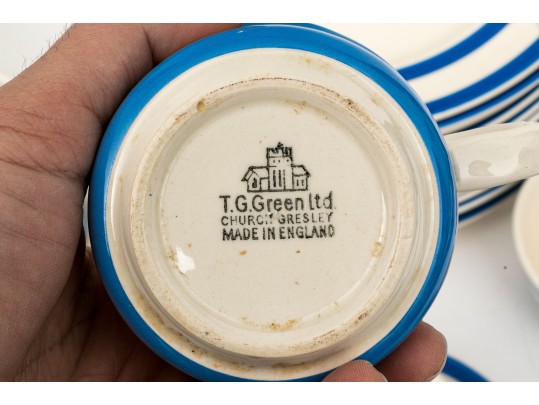 T.G.Green Ltd.
CHURCH GRESLEY
MADE IN ENGLAND